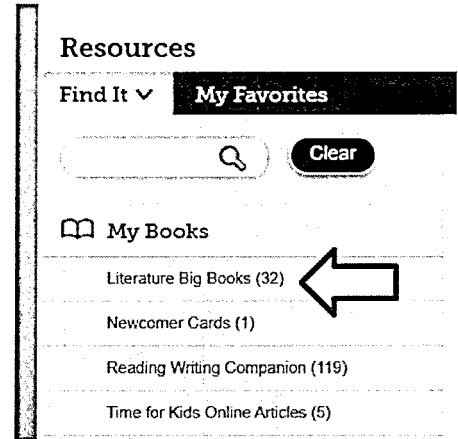 Resources
Find It My Favorites
Clear
My Books
Literature Big Books (32)
Newcomer Cards (1)
Reading Writing Companion (119)
Time for Kids Online Articles (5)